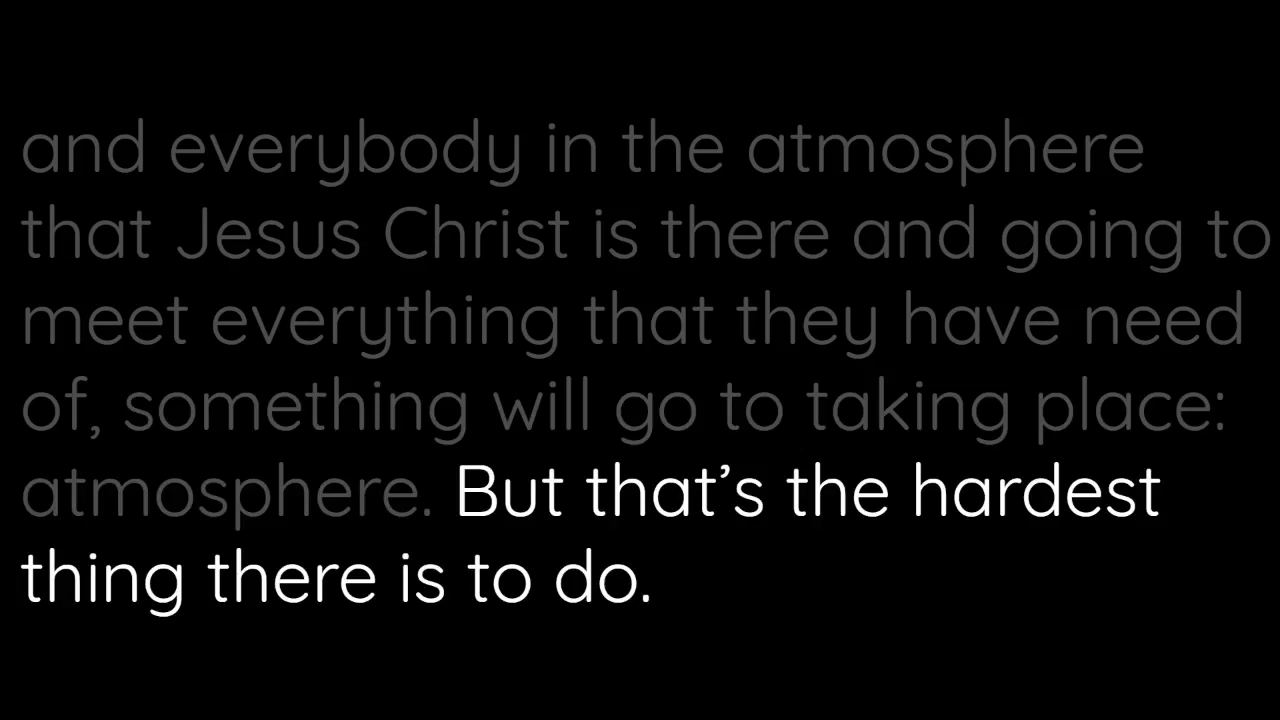 and everybody in the atmosphere
that Jesus Christ is there and going to
meet everything that they have need
of, something will go to taking place:
atmosphere. But that’s the hardest
thing there is to do.